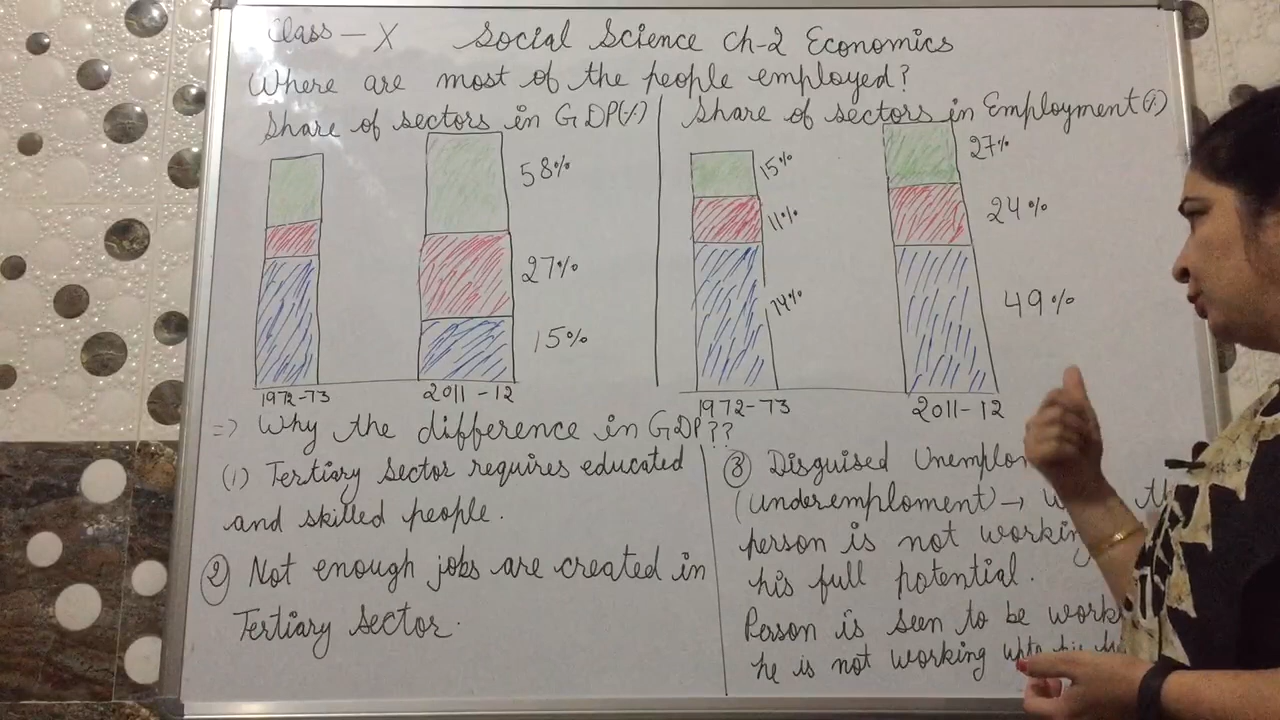 Class - X Social Science Ch-2 Economics
Where are most of the people employed?
Share of sectors in GDP(%)
58%
27%
15%
1972-73 2011-12
Share of sectors in Employment(%)
15%
11%
74%
27%
24%
49%
1972-73 2011-12
=> Why the difference in GDP??
(1) Tertiary sector requires educated
and skilled people.
(2) Not enough jobs are created in
Tertiary sector.
(3) Disguised
(underemploment) →
person is not working
his full potential.
Person is seen to be
he is not working